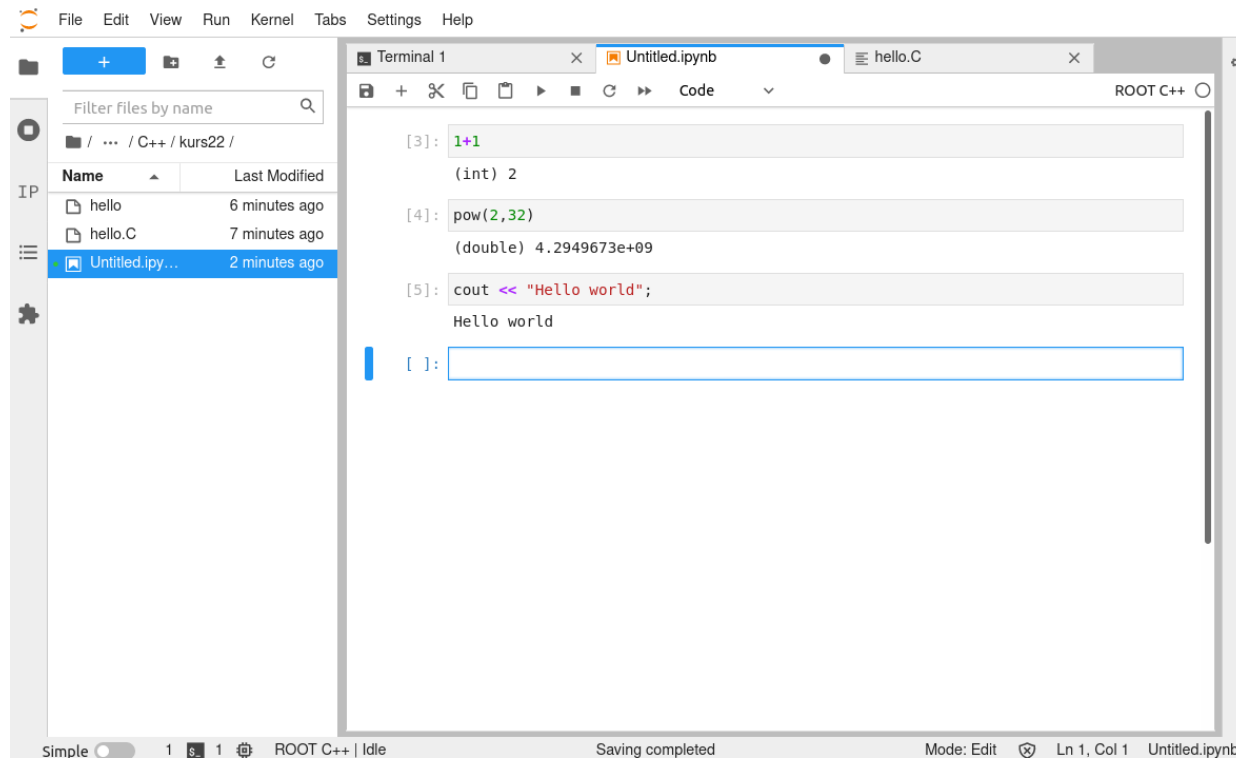 File Edit View Run Kernel Tabs Settings Help
+
Filter files by name
/ ··· / C++ / kurs22 /
Name Last Modified
hello 6 minutes ago
hello.C 7 minutes ago
Untitled.ipy… 2 minutes ago
IP
Terminal 1
Untitled.ipynb
hello.C
Code
ROOT C++
[3]: 1+1
(int) 2
[4]: pow(2,32)
(double) 4.2949673e+09
[5]: cout << "Hello world";
Hello world
[ ]:
Simple 1 s_ 1 ROOT C++ | Idle Saving completed Mode: Edit Ln 1, Col 1 Untitled.ipynb